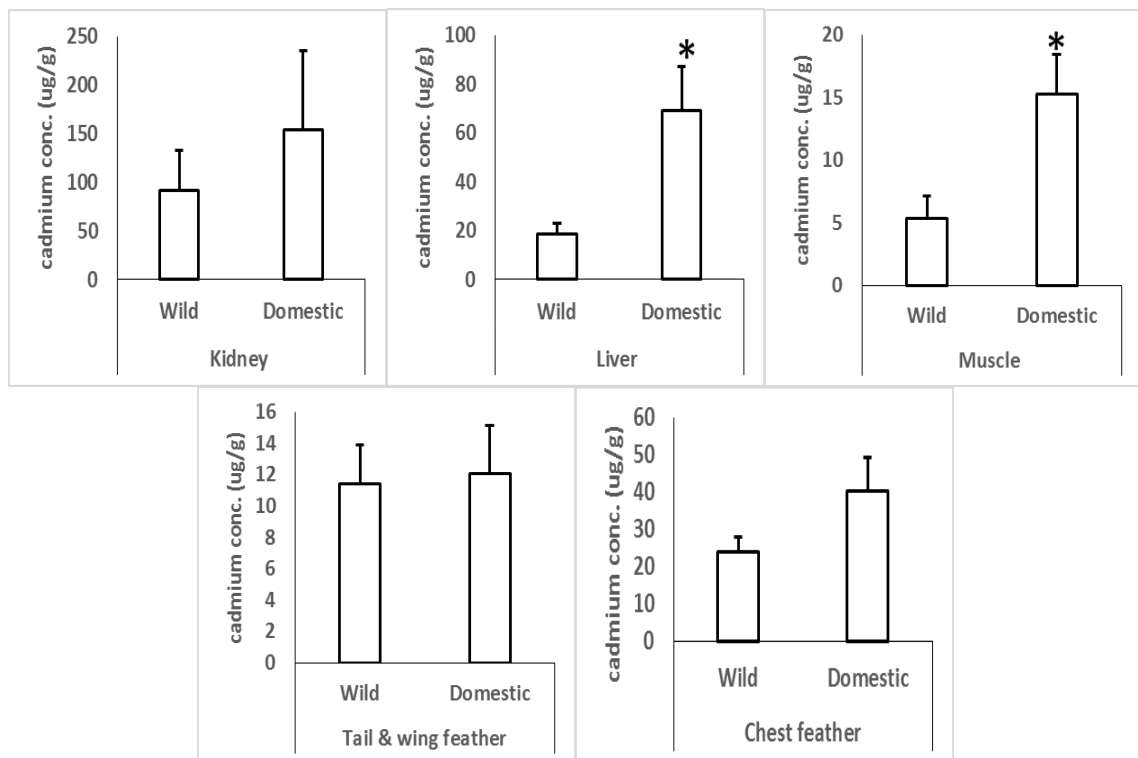 cadmium conc. (ug/g)
250
200
150
100
50
0
Wild Domestic
Kidney
cadmium conc. (ug/g)
100
80
60
40
20
0
*
Wild Domestic
Liver
cadmium conc. (ug/g)
20
15
10
5
0
*
Wild Domestic
Muscle
cadmium conc. (ug/g)
16
14
12
10
8
6
4
2
0
Wild Domestic
Tail & wing feather
cadmium conc. (ug/g)
60
50
40
30
20
10
0
Wild Domestic
Chest feather